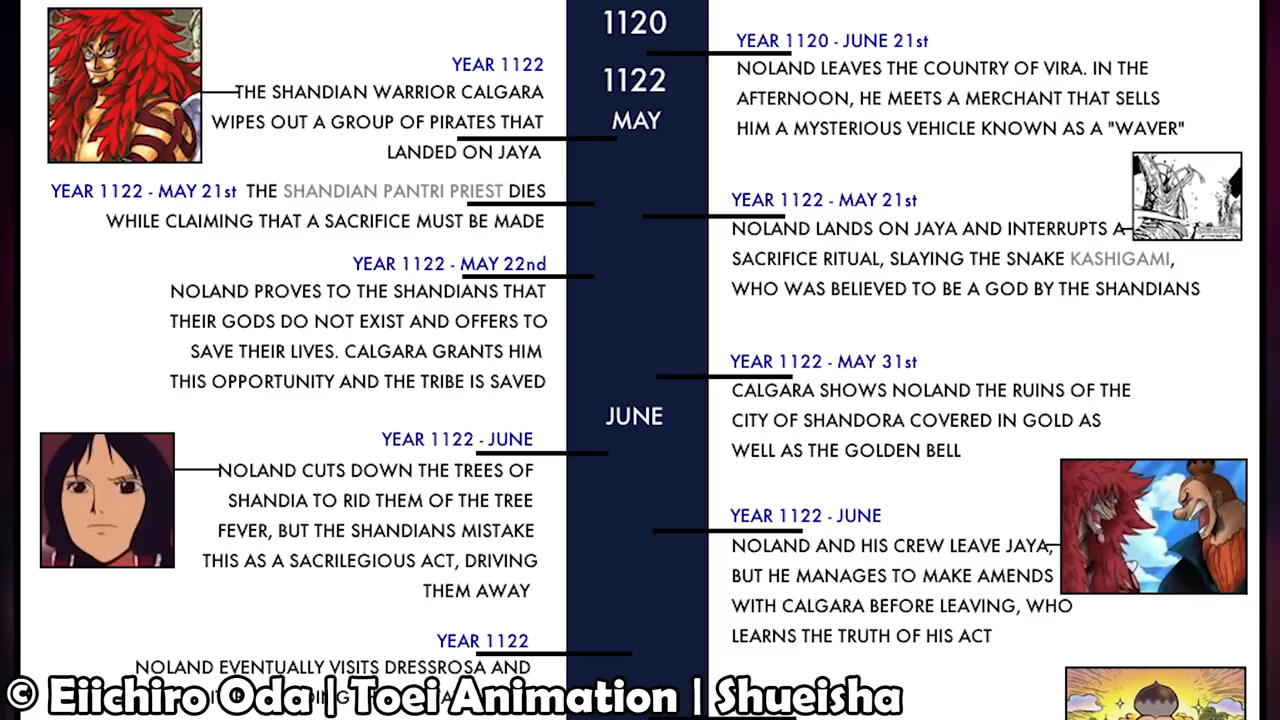 1120
YEAR 1120 - JUNE 21st
NOLAND LEAVES THE COUNTRY OF VIRA. IN THE
AFTERNOON, HE MEETS A MERCHANT THAT SELLS
HIM A MYSTERIOUS VEHICLE KNOWN AS A "WAVER"
1122
MAY
YEAR 1122
THE SHANDIAN WARRIOR CALGARA
WIPES OUT A GROUP OF PIRATES THAT
LANDED ON JAYA
YEAR 1122 - MAY 21st THE SHANDIAN PANTRI PRIEST DIES
WHILE CLAIMING THAT A SACRIFICE MUST BE MADE
YEAR 1122 - MAY 21st
NOLAND LANDS ON JAYA AND INTERRUPTS A
SACRIFICE RITUAL, SLAYING THE SNAKE KASHIGAMI,
WHO WAS BELIEVED TO BE A GOD BY THE SHANDIANS
YEAR 1122 - MAY 22nd
NOLAND PROVES TO THE SHANDIANS THAT
THEIR GODS DO NOT EXIST AND OFFERS TO
SAVE THEIR LIVES. CALGARA GRANTS HIM
THIS OPPORTUNITY AND THE TRIBE IS SAVED
YEAR 1122 - MAY 31st
CALGARA SHOWS NOLAND THE RUINS OF THE
CITY OF SHANDORA COVERED IN GOLD AS
WELL AS THE GOLDEN BELL
JUNE
YEAR 1122 - JUNE
NOLAND CUTS DOWN THE TREES OF
SHANDIA TO RID THEM OF THE TREE
FEVER, BUT THE SHANDIANS MISTAKE
THIS AS A SACRILEGIOUS ACT, DRIVING
THEM AWAY
YEAR 1122 - JUNE
NOLAND AND HIS CREW LEAVE JAYA,
BUT HE MANAGES TO MAKE AMENDS
WITH CALGARA BEFORE LEAVING, WHO
LEARNS THE TRUTH OF HIS ACT
YEAR 1122
NOLAND EVENTUALLY VISITS DRESSROSA AND
© Eiichiro Oda | Toei Animation | Shueisha